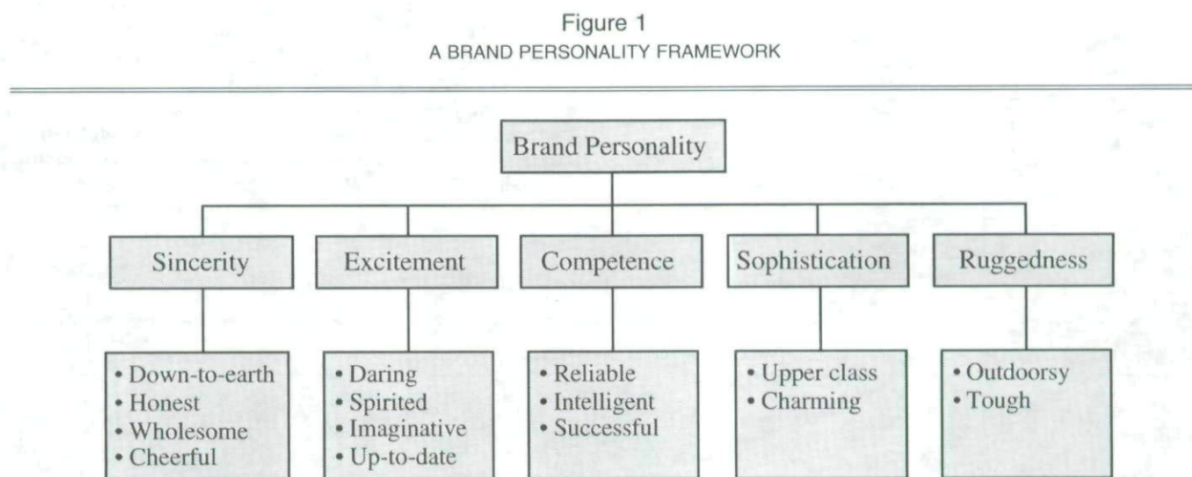 Figure 1
A BRAND PERSONALITY FRAMEWORK
Brand Personality
Sincerity
Excitement
Competence
Sophistication
Ruggedness
• Down-to-earth
• Honest
• Wholesome
• Cheerful
• Daring
• Spirited
• Imaginative
• Up-to-date
• Reliable
• Intelligent
• Successful
• Upper class
• Charming
• Outdoorsy
• Tough